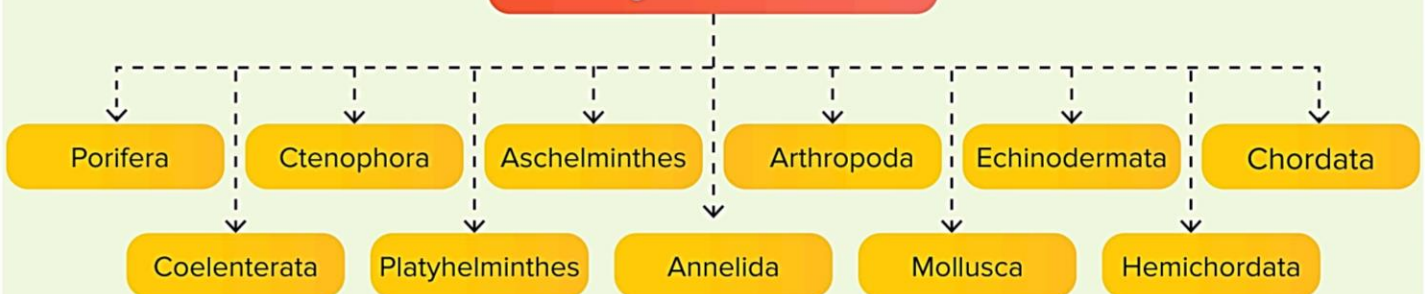 Porifera Ctenophora Aschelminthes Arthropoda Echinodermata Chordata
Coelenterata Platyhelminthes Annelida Mollusca Hemichordata